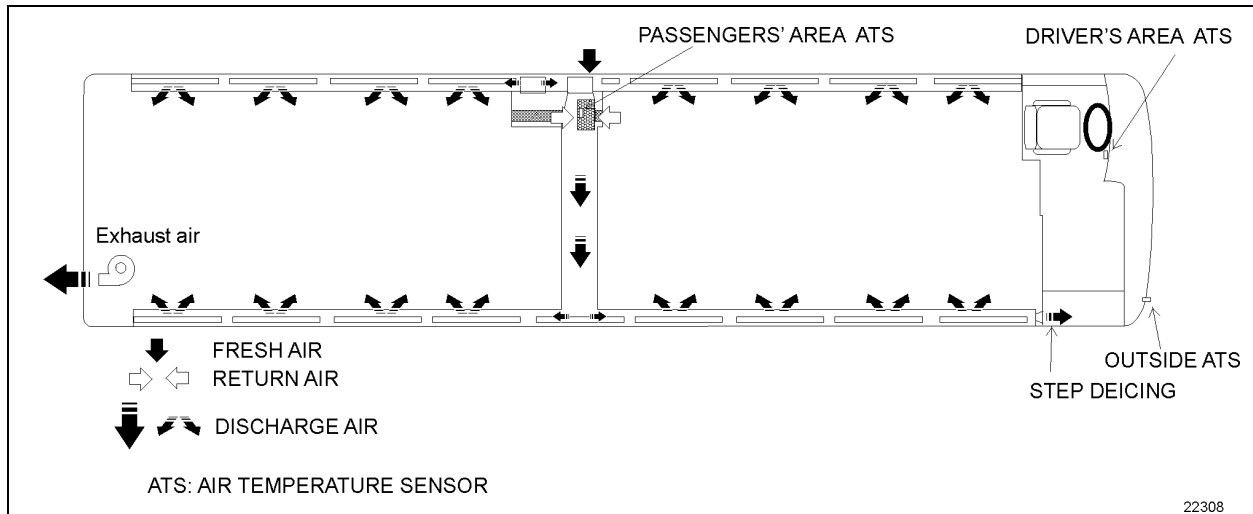 PASSENGERS' AREA ATS
DRIVER'S AREA ATS
Exhaust air
FRESH AIR
RETURN AIR
DISCHARGE AIR
OUTSIDE ATS
STEP DEICING
ATS: AIR TEMPERATURE SENSOR
22308